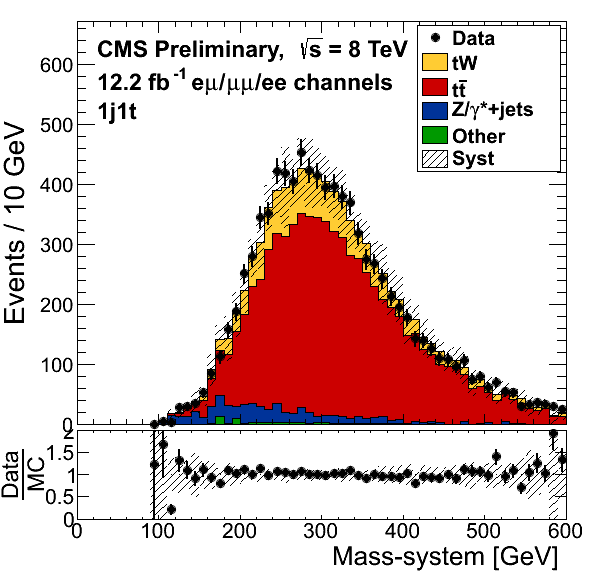 CMS Preliminary, √s = 8 TeV
12.2 fb⁻¹ eμ/μμ/ee channels
1j1t
Data
tW
tt̄
Z/γ*+jets
Other
Syst
Events / 10 GeV
600
500
400
300
200
100
0
Data
MC
2
1.5
1
0.5
0
0 100 200 300 400 500 600
Mass-system [GeV]